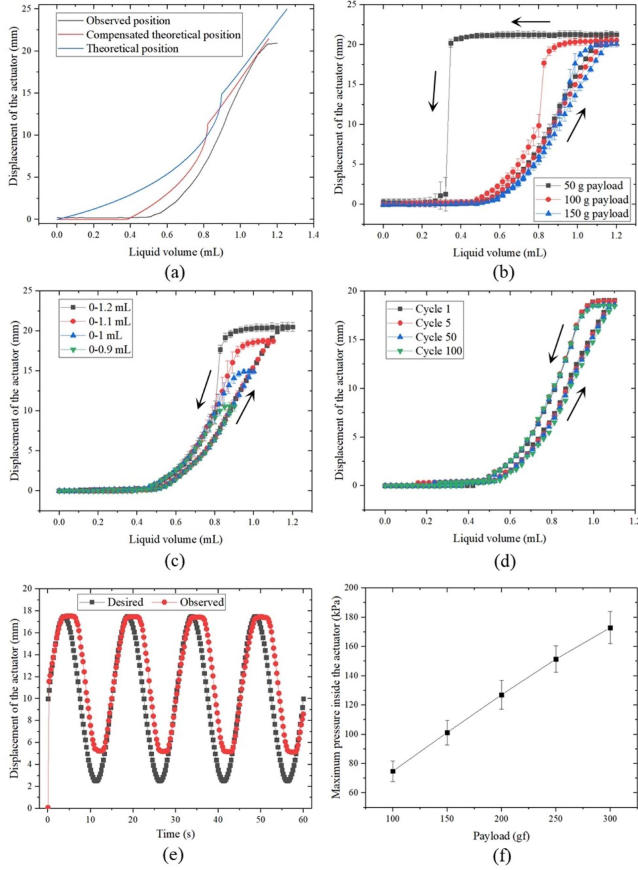 Observed position
Compensated theoretical position
Theoretical position
Displacement of the actuator (mm)
25
20
15
10
5
0
0.0 0.2 0.4 0.6 0.8 1.0 1.2 1.4
Liquid volume (mL)
(a)
50 g payload
100 g payload
150 g payload
Displacement of the actuator (mm)
25
20
15
10
5
0
0.0 0.2 0.4 0.6 0.8 1.0 1.2
Liquid volume (mL)
(b)
0-1.2 mL
0-1.1 mL
0-1 mL
0-0.9 mL
Displacement of the actuator (mm)
25
20
15
10
5
0
0.0 0.2 0.4 0.6 0.8 1.0 1.2
Liquid volume (mL)
(c)
Cycle 1
Cycle 5
Cycle 50
Cycle 100
Displacement of the actuator (mm)
20
15
10
5
0
0.0 0.2 0.4 0.6 0.8 1.0 1.2
Liquid volume (mL)
(d)
Desired Observed
Displacement of the actuator (mm)
20
18
16
14
12
10
8
6
4
2
0
0 10 20 30 40 50 60
Time (s)
(e)
Maximum pressure inside the actuator (kPa)
200
180
160
140
120
100
80
60
100 150 200 250 300
Payload (gf)
(f)